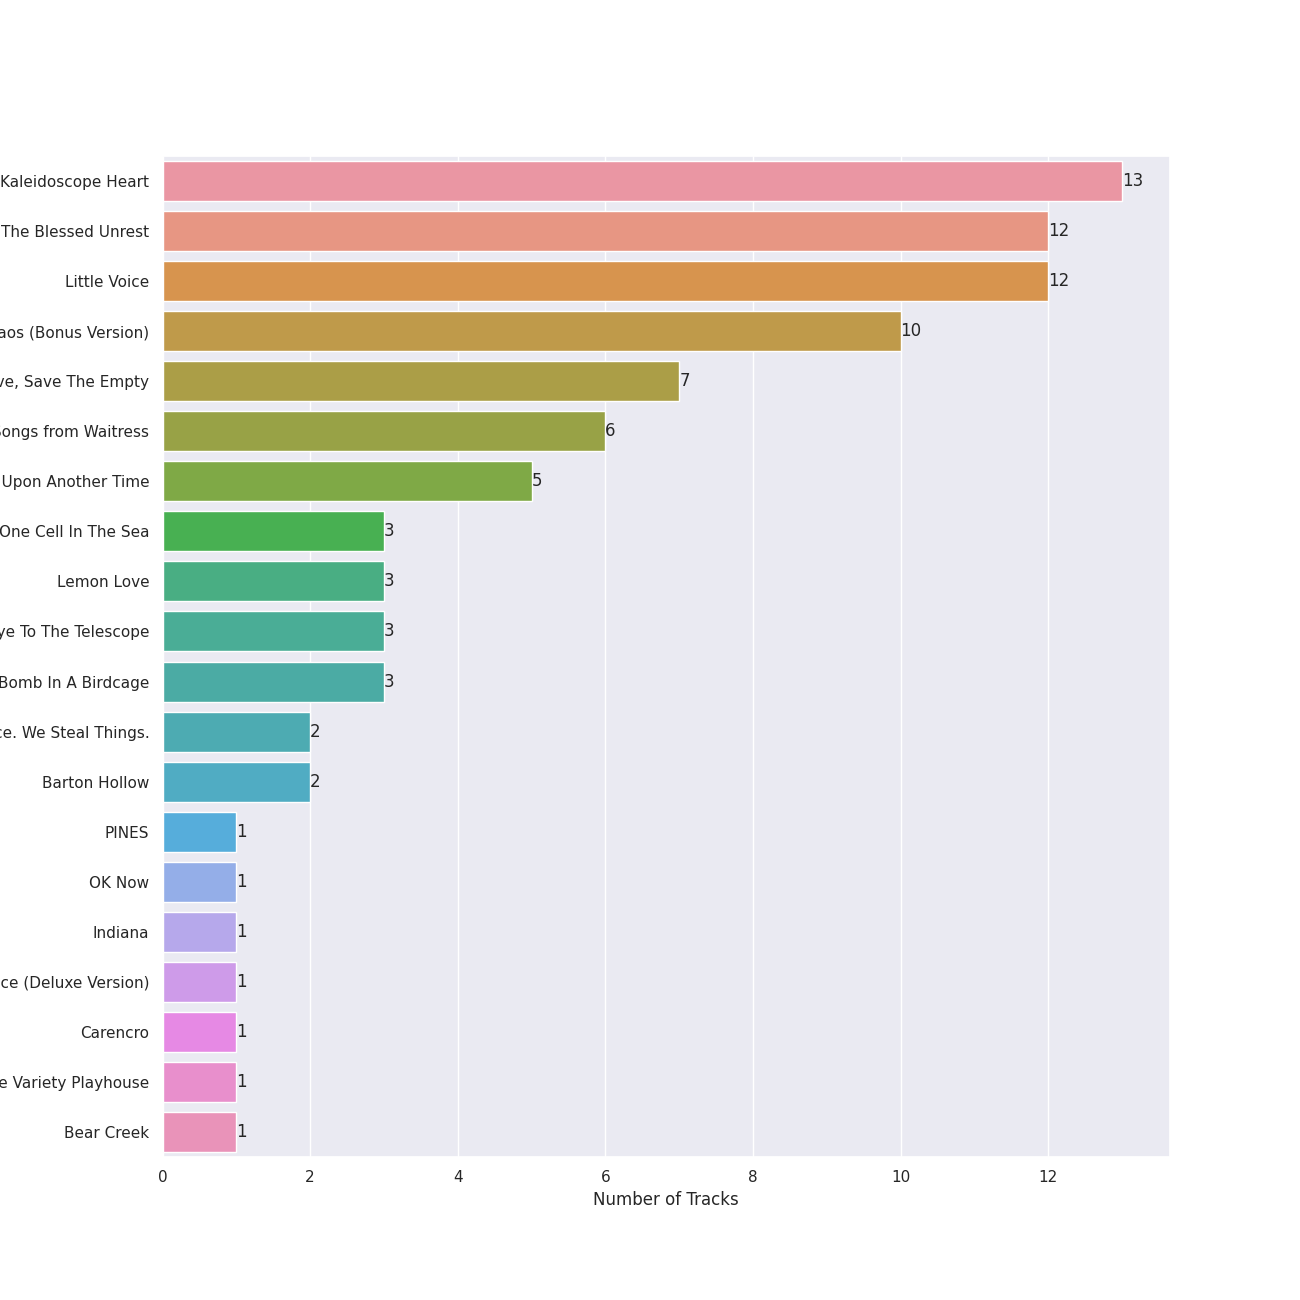 Kaleidoscope Heart 13
The Blessed Unrest 12
Little Voice 12
(Bonus Version) 10
Save The Empty 7
from Waitress 6
Upon Another Time 5
One Cell In The Sea 3
Lemon Love 3
To The Telescope 3
Bomb In A Birdcage 3
We Steal Things. 2
Barton Hollow 2
PINES 1
OK Now 1
Indiana 1
(Deluxe Version) 1
Carencro 1
Variety Playhouse 1
Bear Creek 1
0 2 4 6 8 10 12
Number of Tracks